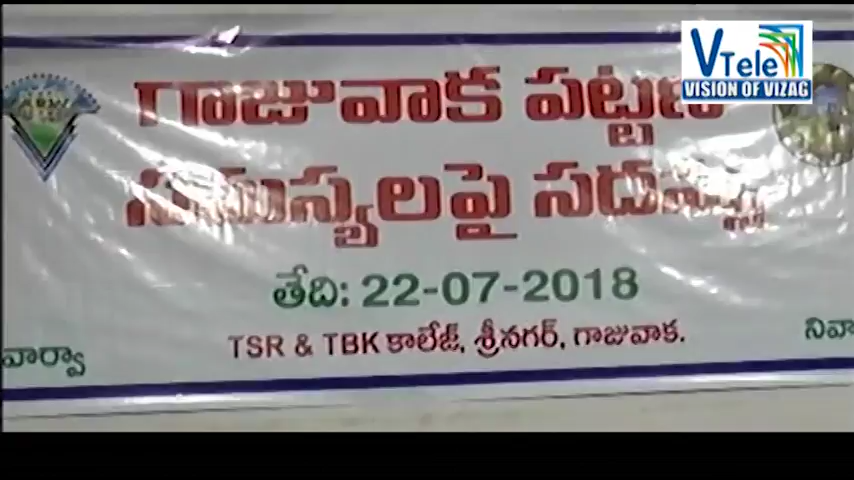 VTele
VISION OF VIZAG
గాజువాక పట్టణ
సమస్యలపై సదస్సు
తేది: 22-07-2018
TSR & TBK కాలేజ్, శ్రీనగర్, గాజువాక.
వార్వా
నివా